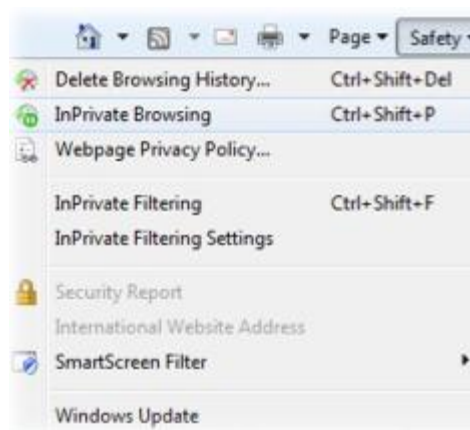 Page Safety
Delete Browsing History... Ctrl+Shift+Del
InPrivate Browsing Ctrl+Shift+P
Webpage Privacy Policy...
InPrivate Filtering Ctrl+Shift+F
InPrivate Filtering Settings
Security Report
International Website Address
SmartScreen Filter
Windows Update